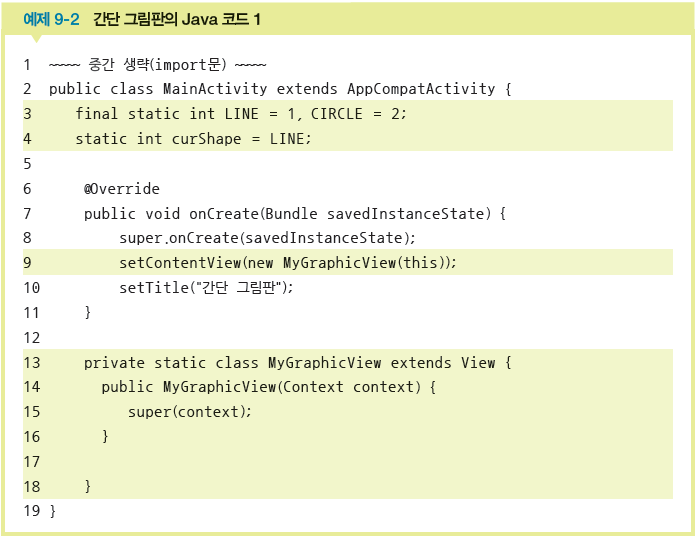 예제 9-2 간단 그림판의 Java 코드 1
1 ~~~~ 중간 생략(import문) ~~~~
2 public class MainActivity extends AppCompatActivity {
3 final static int LINE = 1, CIRCLE = 2;
4 static int curShape = LINE;
5
6 @Override
7 public void onCreate(Bundle savedInstanceState) {
8 super.onCreate(savedInstanceState);
9 setContentView(new MyGraphicView(this));
10 setTitle("간단 그림판");
11 }
12
13 private static class MyGraphicView extends View {
14 public MyGraphicView(Context context) {
15 super(context);
16 }
17
18 }
19 }